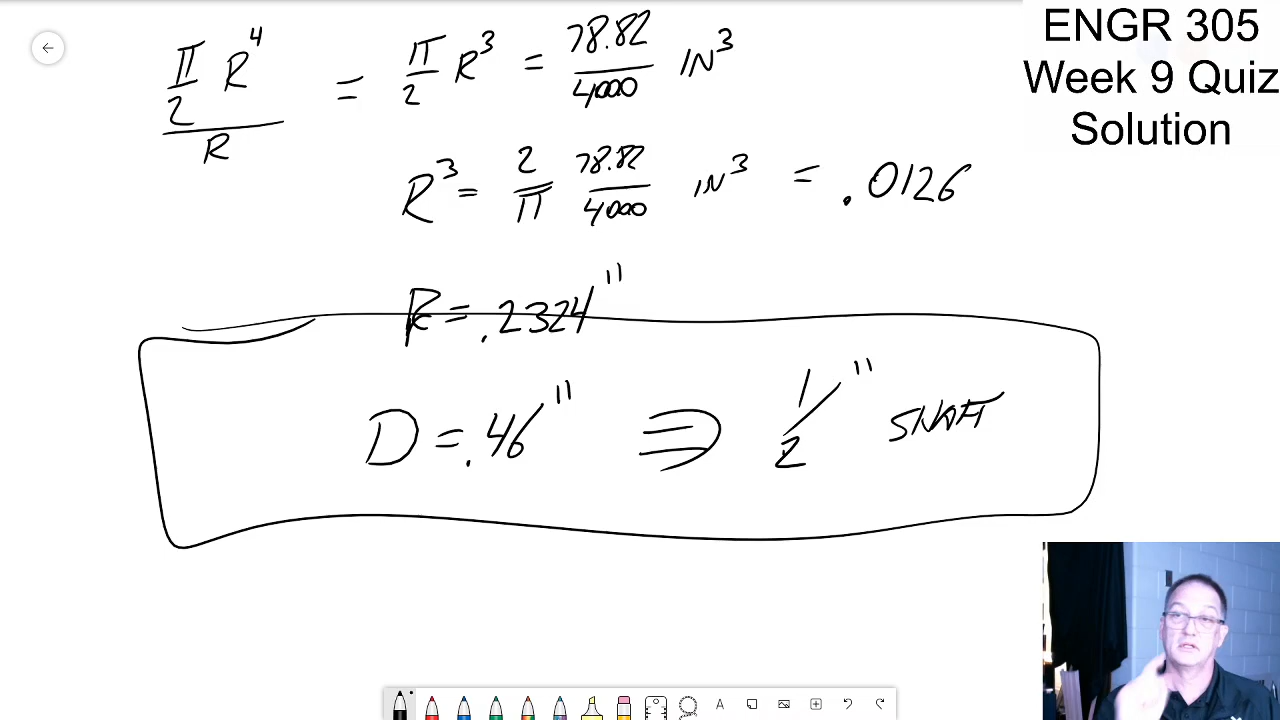 ENGR 305
Week 9 Quiz
Solution
π/2 R⁴ / R = π/2 R³ = 78.82/4000 IN³
R³ = 2/π 78.82/4000 IN³ = .0126
R = .2324"
D = .46" ⇒ 1/2" SHAFT
A